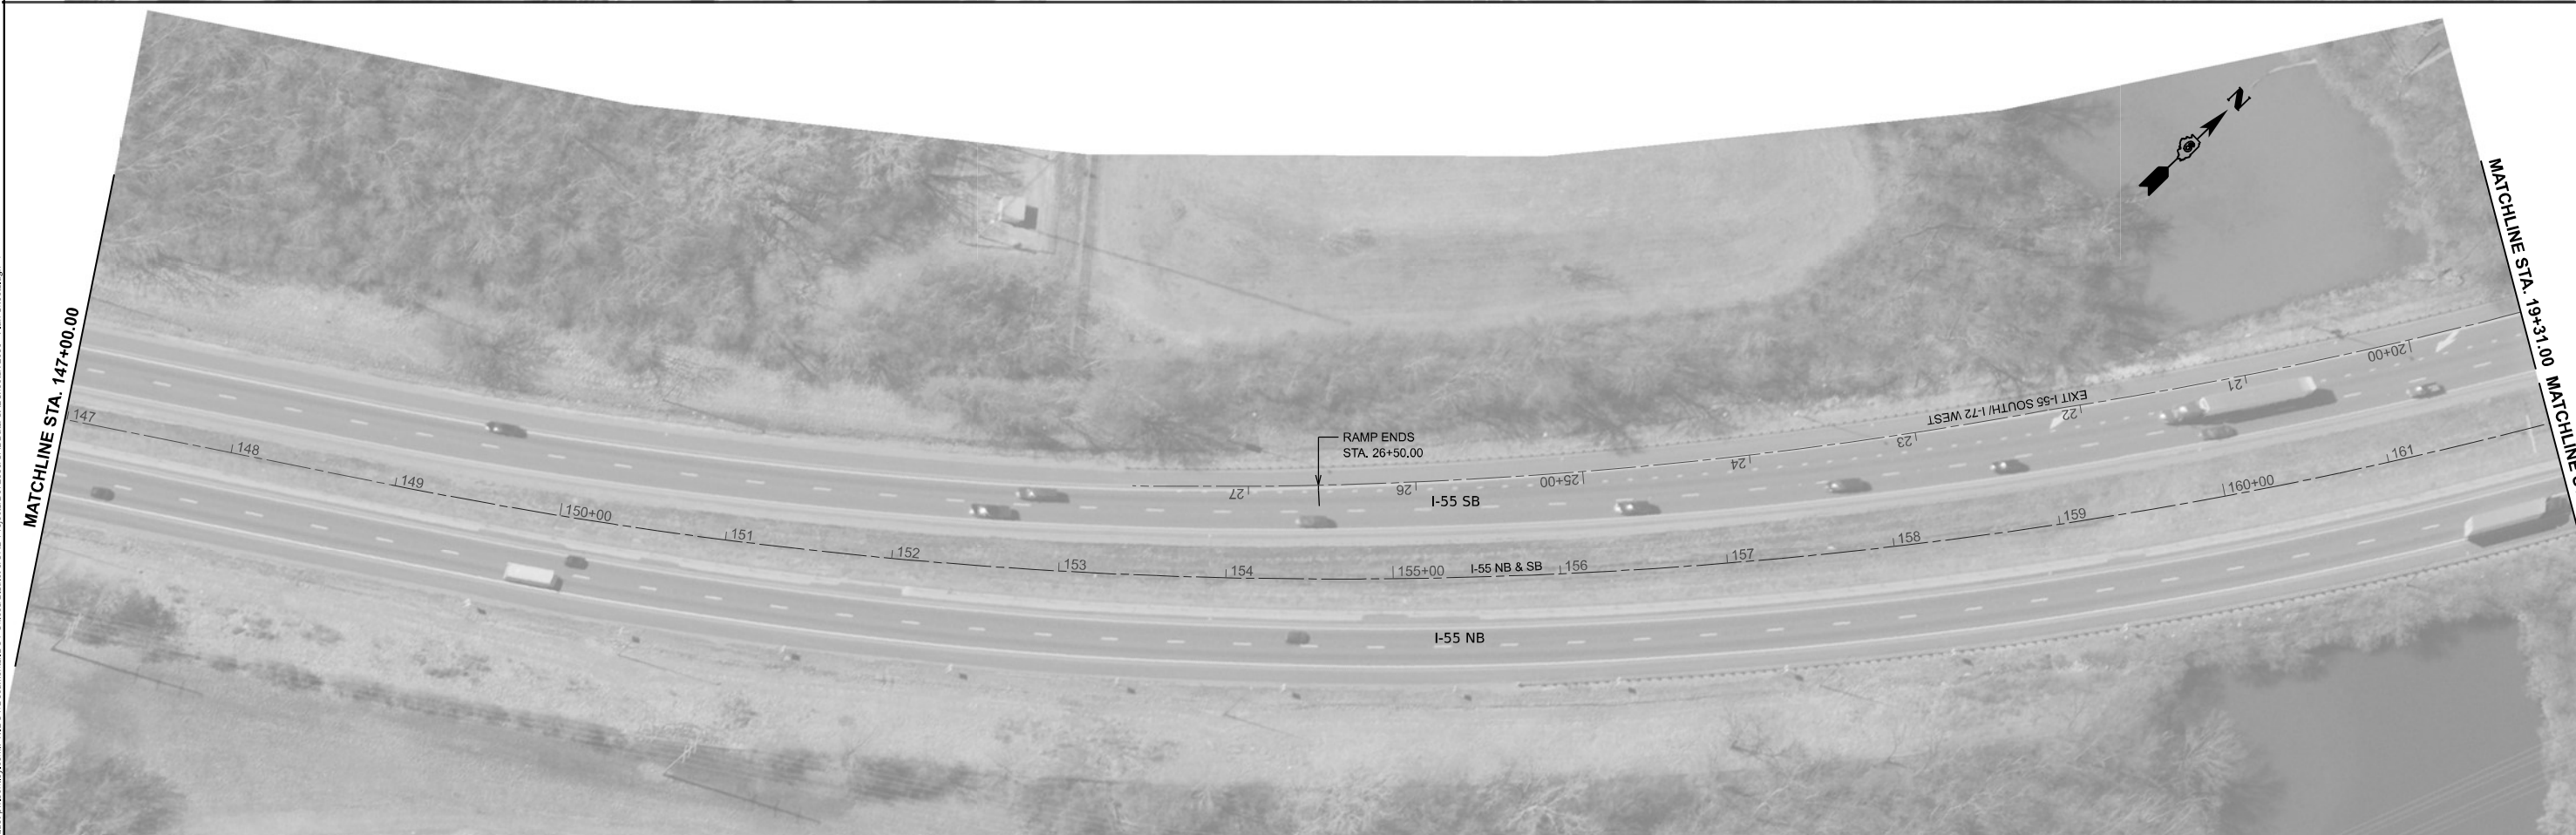 N
MATCHLINE STA. 147+00.00
MATCHLINE STA. 19+31.00
MATCHLINE
20+00
21
22
EXIT I-55 SOUTH/I-72 WEST
23
24
25+00
26
27
RAMP ENDS
STA. 26+50.00
I-55 SB
147
148
149
150+00
151
152
153
154
155+00
I-55 NB & SB
156
157
158
159
160+00
161
I-55 NB